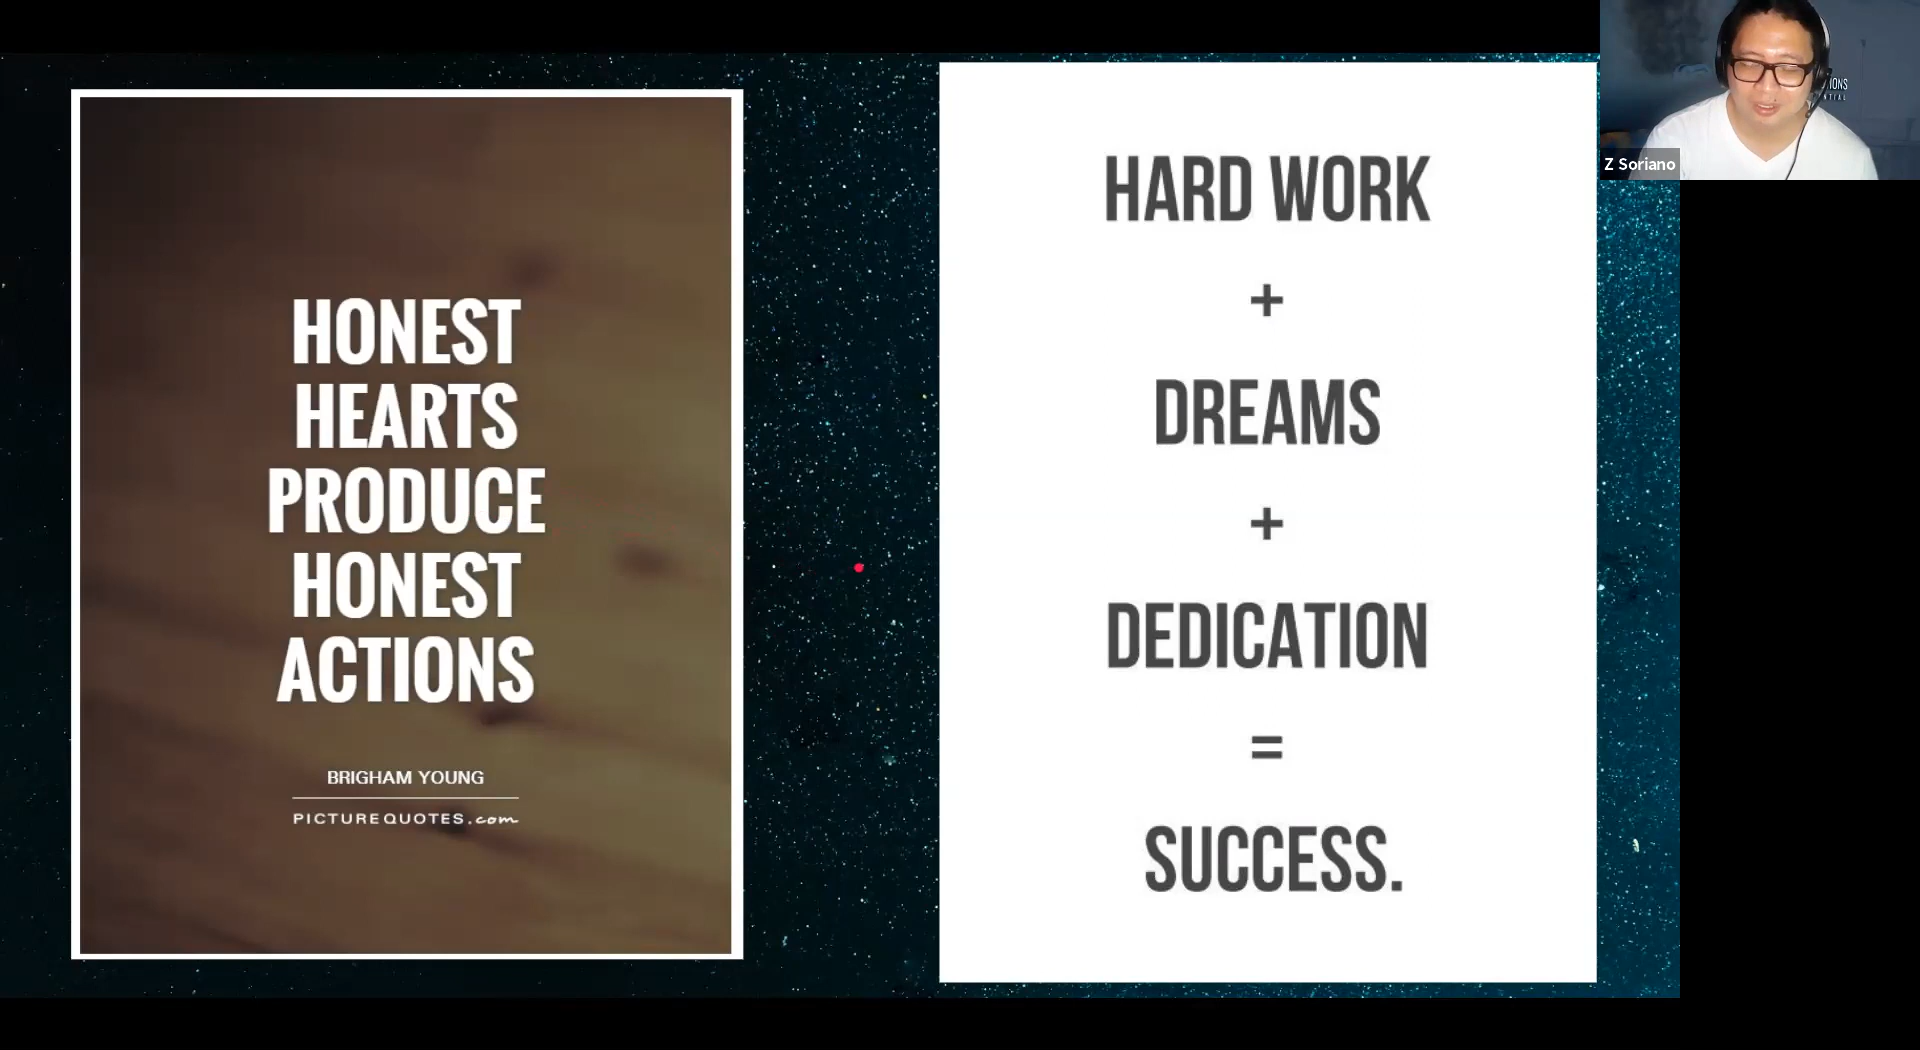 HONEST
HEARTS
PRODUCE
HONEST
ACTIONS
BRIGHAM YOUNG
PICTUREQUOTES.com
HARD WORK
+
DREAMS
+
DEDICATION
=
SUCCESS.
Z Soriano